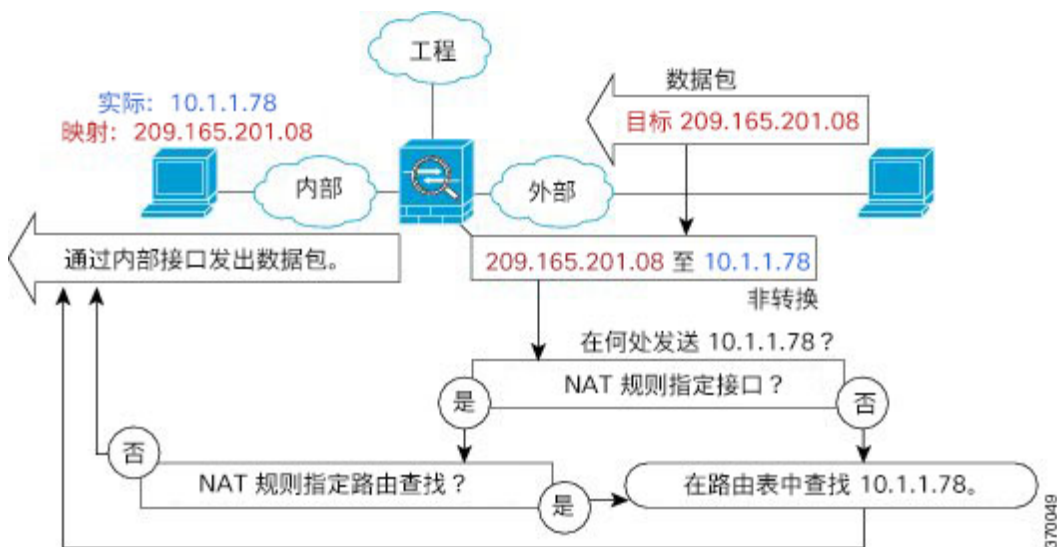 工程
数据包
实际：10.1.1.78
映射：209.165.201.08
目标 209.165.201.08
内部
外部
通过内部接口发出数据包。
209.165.201.08 至 10.1.1.78
非转换
在何处发送 10.1.1.78？
NAT 规则指定接口？
是
否
否
NAT 规则指定路由查找？
是
在路由表中查找 10.1.1.78。
370049